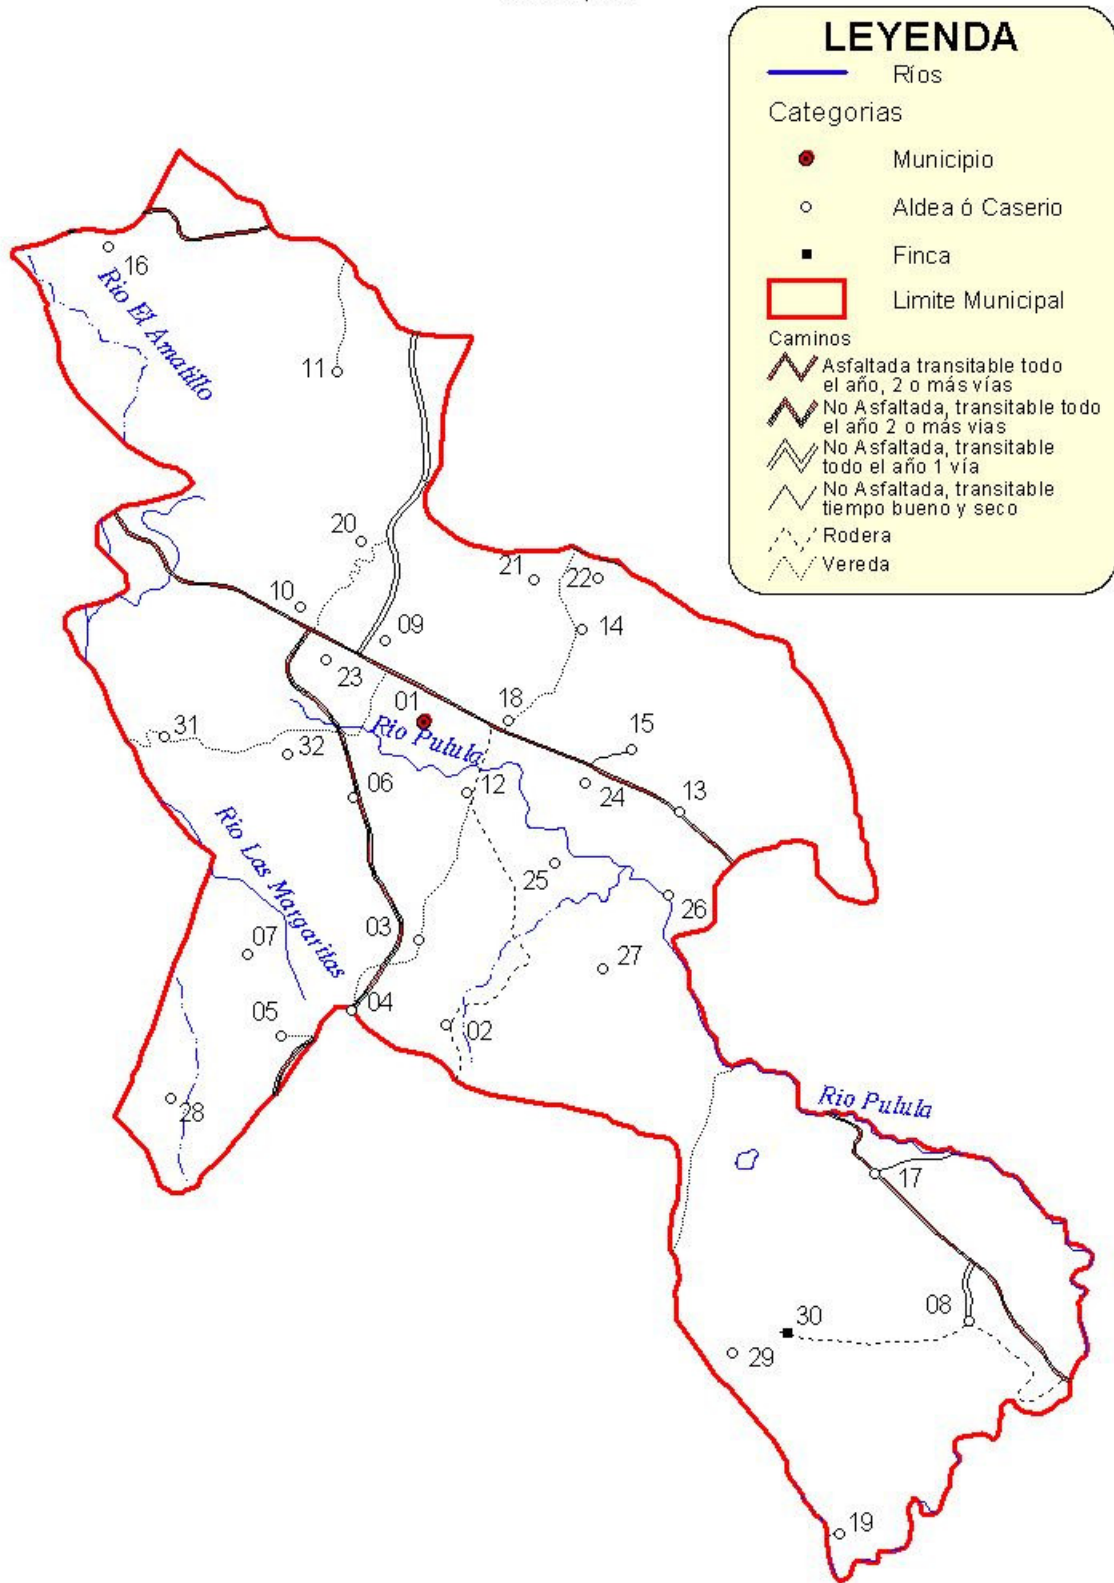 LEYENDA
Ríos
Categorias
Municipio
Aldea ó Caserio
Finca
Limite Municipal
Caminos
Asfaltada transitable todo
el año, 2 o más vías
No Asfaltada, transitable todo
el año 2 o más vias
No Asfaltada, transitable
todo el año 1 vía
No Asfaltada, transitable
tiempo bueno y seco
Rodera
Vereda
16
Rio El Amatillo
11
20
21
22
10
09
14
23
01
18
31
Rio Pulula
15
32
06
12
24
13
Rio Las Margaritas
25
26
03
07
27
04
05
02
28
Rio Pulula
17
08
30
29
19